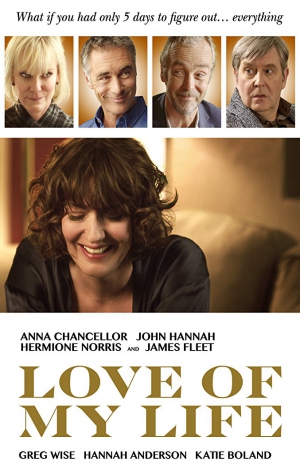 What if you had only 5 days to figure out... everything
ANNA CHANCELLOR JOHN HANNAH
HERMIONE NORRIS AND JAMES FLEET
LOVE OF
MY LIFE
GREG WISE HANNAH ANDERSON KATIE BOLAND